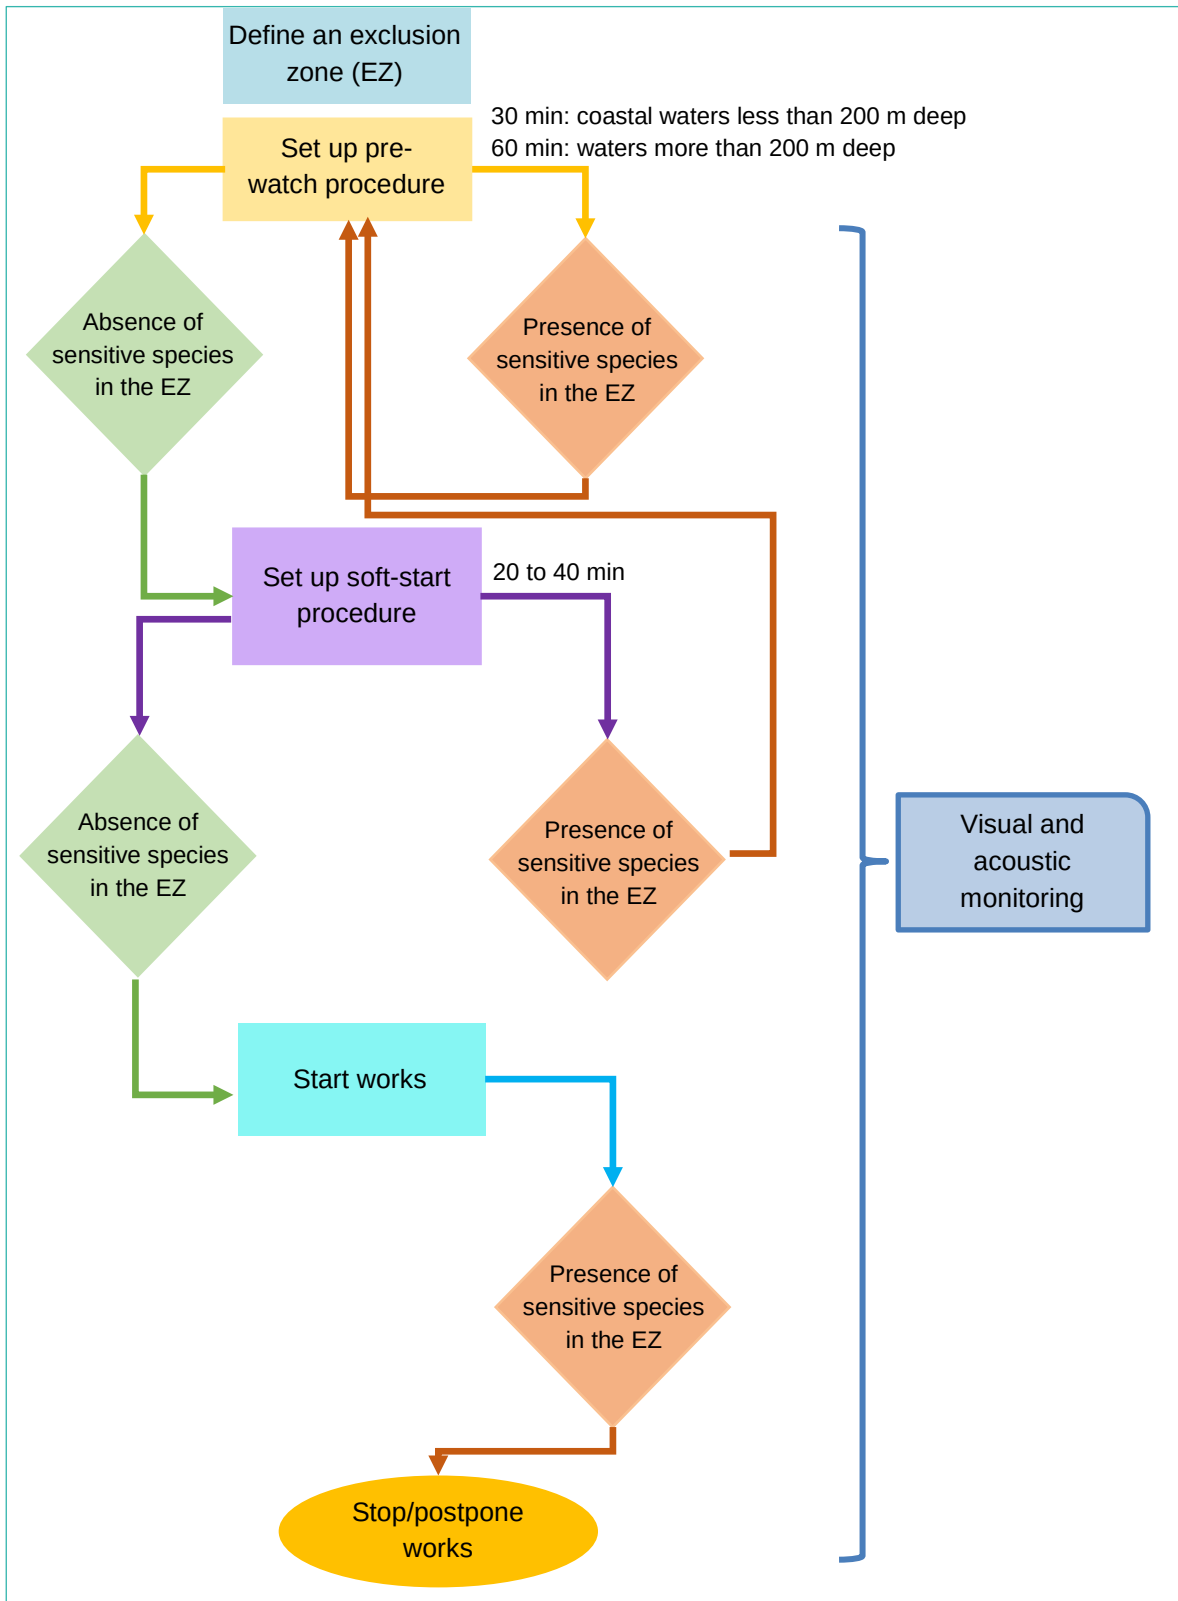 Define an exclusion
zone (EZ)
30 min: coastal waters less than 200 m deep
60 min: waters more than 200 m deep
Set up pre-
watch procedure
Absence of
sensitive species
in the EZ
Presence of
sensitive species
in the EZ
Set up soft-start
procedure
20 to 40 min
Absence of
sensitive species
in the EZ
Presence of
sensitive species
in the EZ
Visual and
acoustic
monitoring
Start works
Presence of
sensitive species
in the EZ
Stop/postpone
works